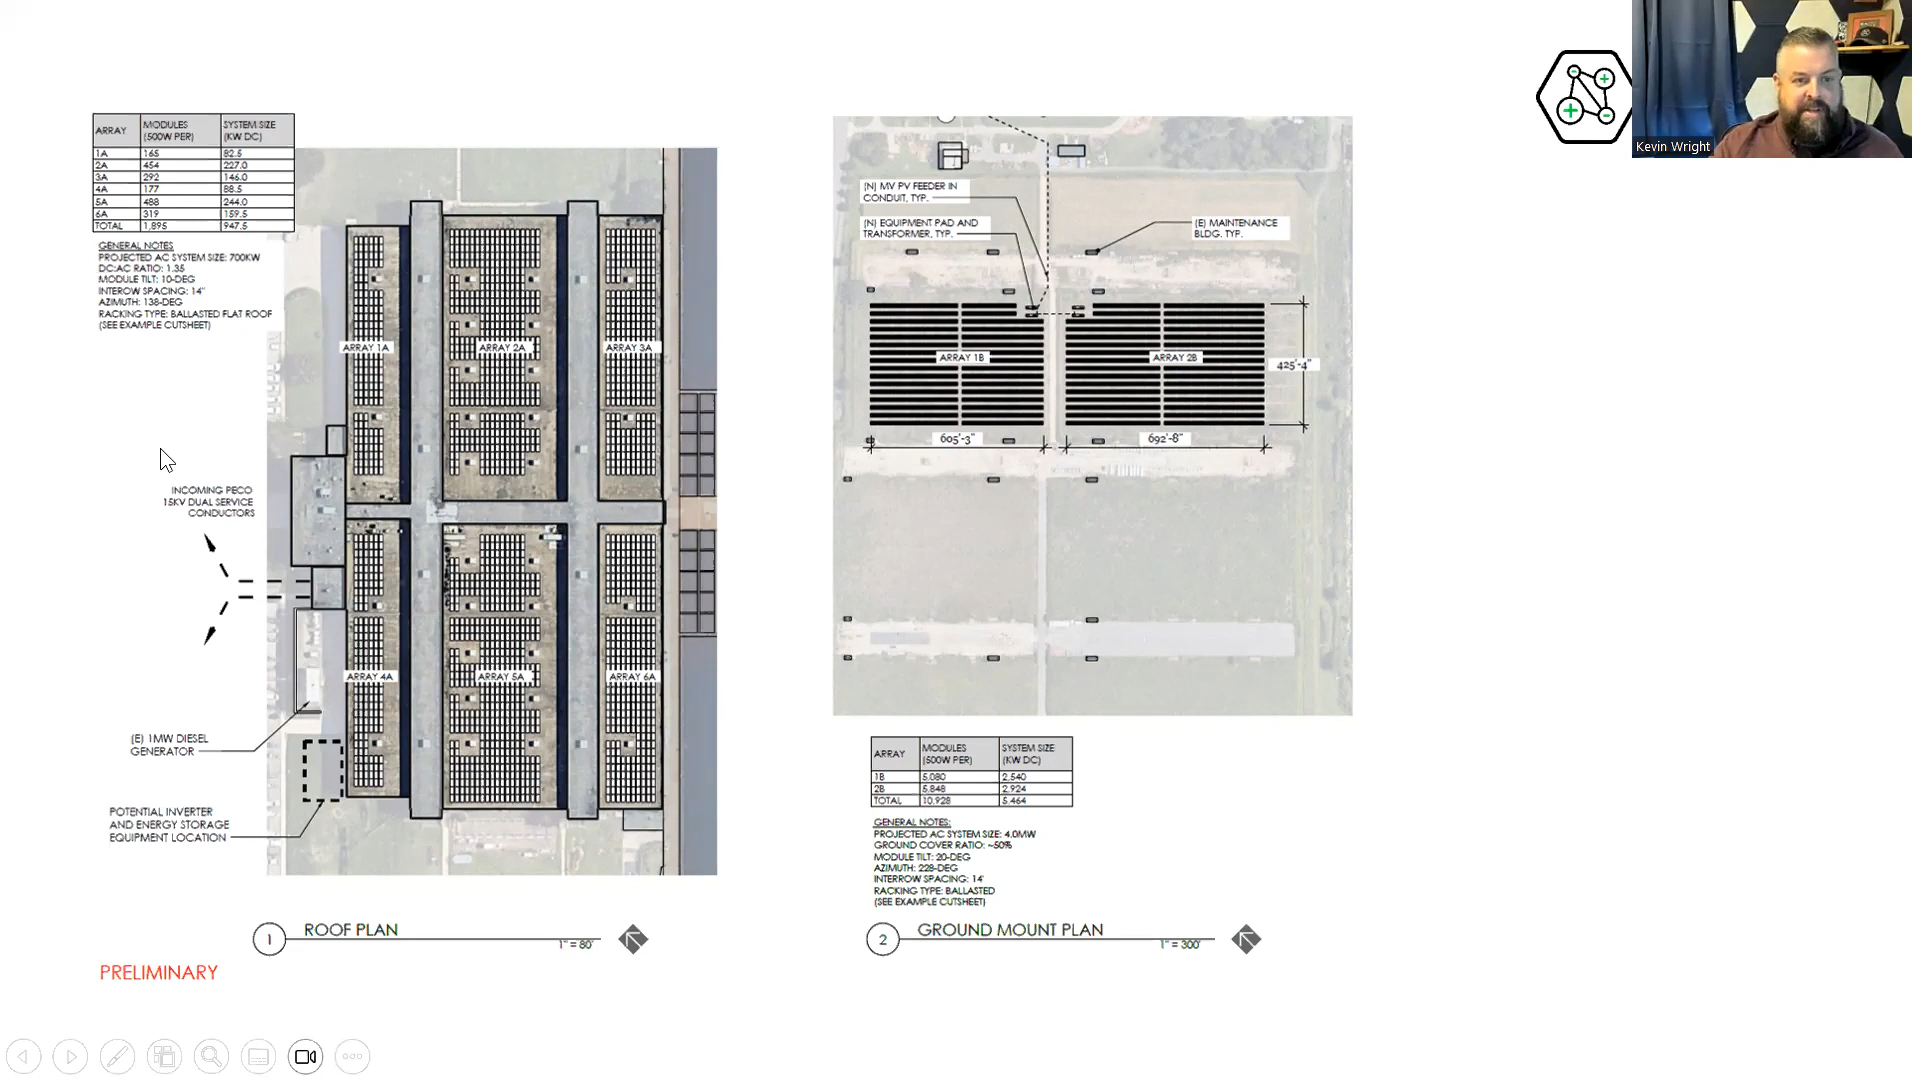 ARRAY MODULES (500W PER) SYSTEM SIZE (KW DC)
1A 165 82.5
2A 454 227.0
3A 292 146.0
4A 177 88.5
5A 488 244.0
6A 319 159.5
TOTAL 1,895 947.5
GENERAL NOTES
PROJECTED AC SYSTEM SIZE: 700KW
DC:AC RATIO: 1.35
MODULE TILT: 10-DEG
INTEROW SPACING: 14"
AZIMUTH: 138-DEG
RACKING TYPE: BALLASTED FLAT ROOF
(SEE EXAMPLE CUTSHEET)
ARRAY 1A
ARRAY 2A
ARRAY 3A
INCOMING PECO
15KV DUAL SERVICE
CONDUCTORS
ARRAY 4A
ARRAY 5A
ARRAY 6A
(E) 1MW DIESEL
GENERATOR
POTENTIAL INVERTER
AND ENERGY STORAGE
EQUIPMENT LOCATION
1
ROOF PLAN
1" = 80'
PRELIMINARY
(N) MV PV FEEDER IN
CONDUIT, TYP.
(N) EQUIPMENT PAD AND
TRANSFORMER, TYP.
(E) MAINTENANCE
BLDG. TYP.
ARRAY 1B
ARRAY 2B
425'-4"
605'-3"
692'-8"
ARRAY MODULES (500W PER) SYSTEM SIZE (KW DC)
1B 5,080 2,540
2B 5,848 2,924
TOTAL 10,928 5,464
GENERAL NOTES:
PROJECTED AC SYSTEM SIZE: 4.0MW
GROUND COVER RATIO: ~50%
MODULE TILT: 20-DEG
AZIMUTH: 228-DEG
INTERROW SPACING: 14'
RACKING TYPE: BALLASTED
(SEE EXAMPLE CUTSHEET)
2
GROUND MOUNT PLAN
1" = 300'
Kevin Wright